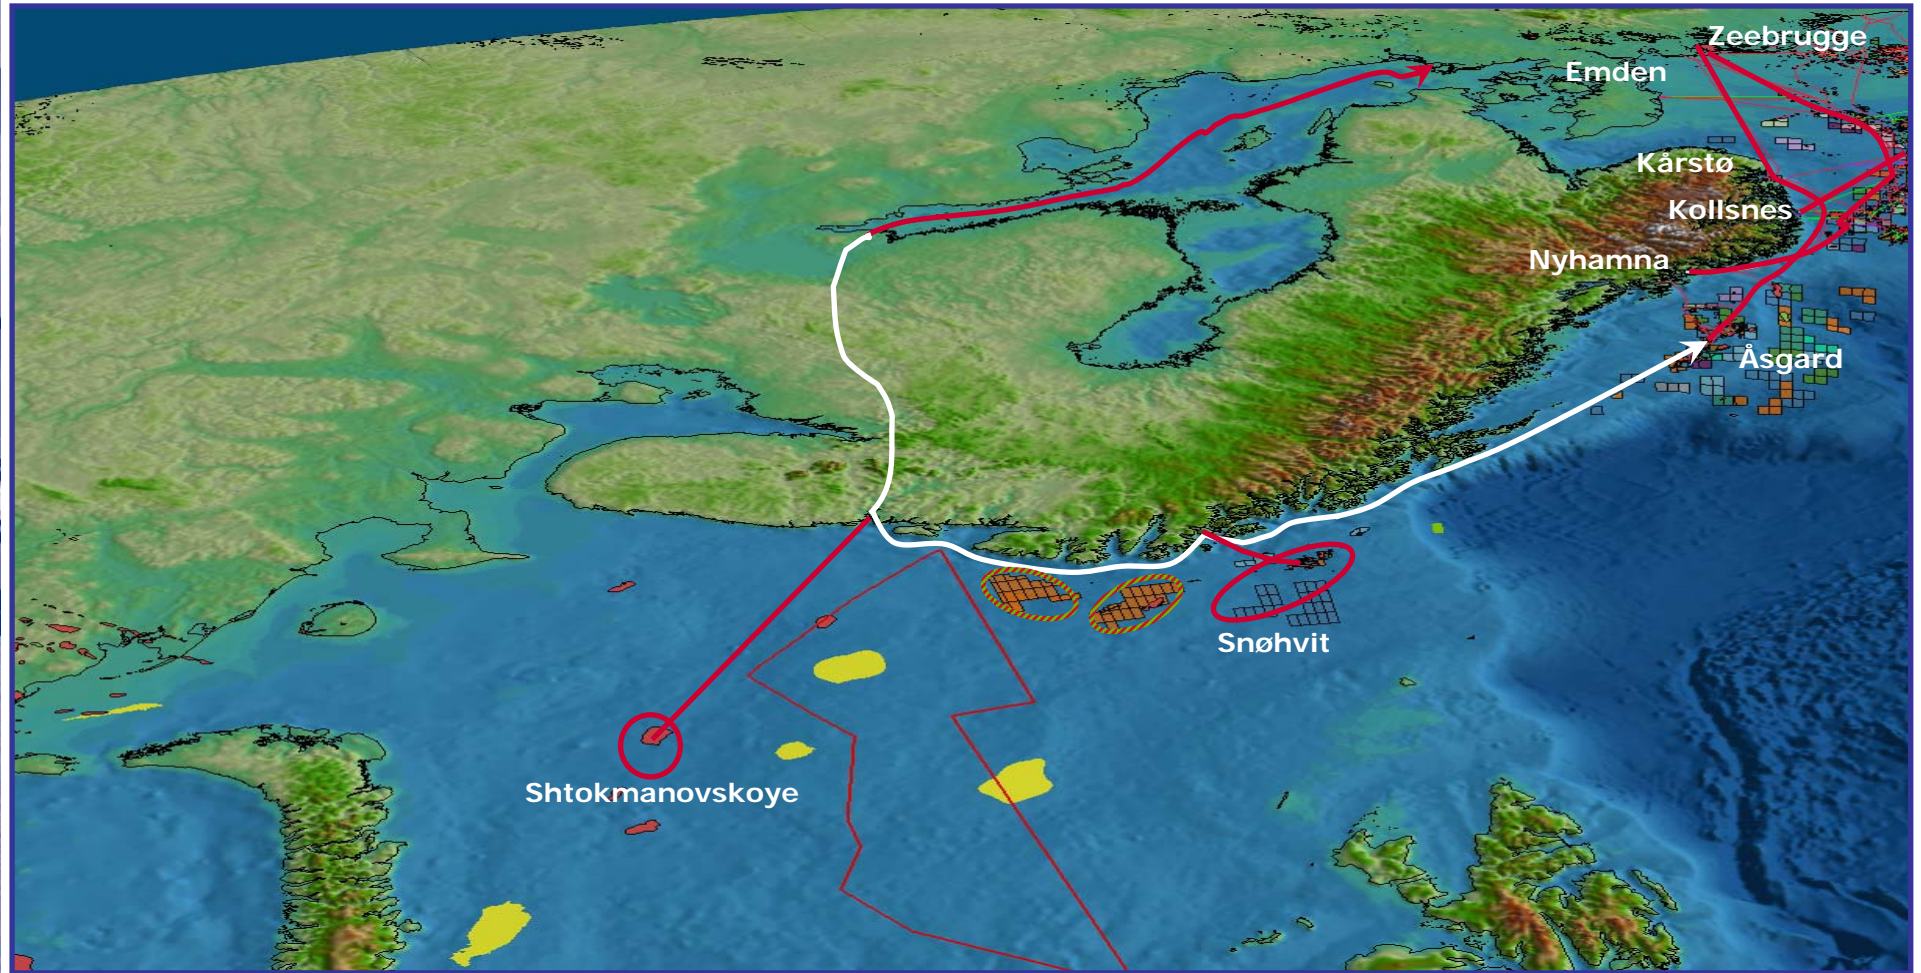 Zeebrugge
Emden
Kårstø
Kollsnes
Nyhamna
Åsgard
Snøhvit
Shtokmanovskoye